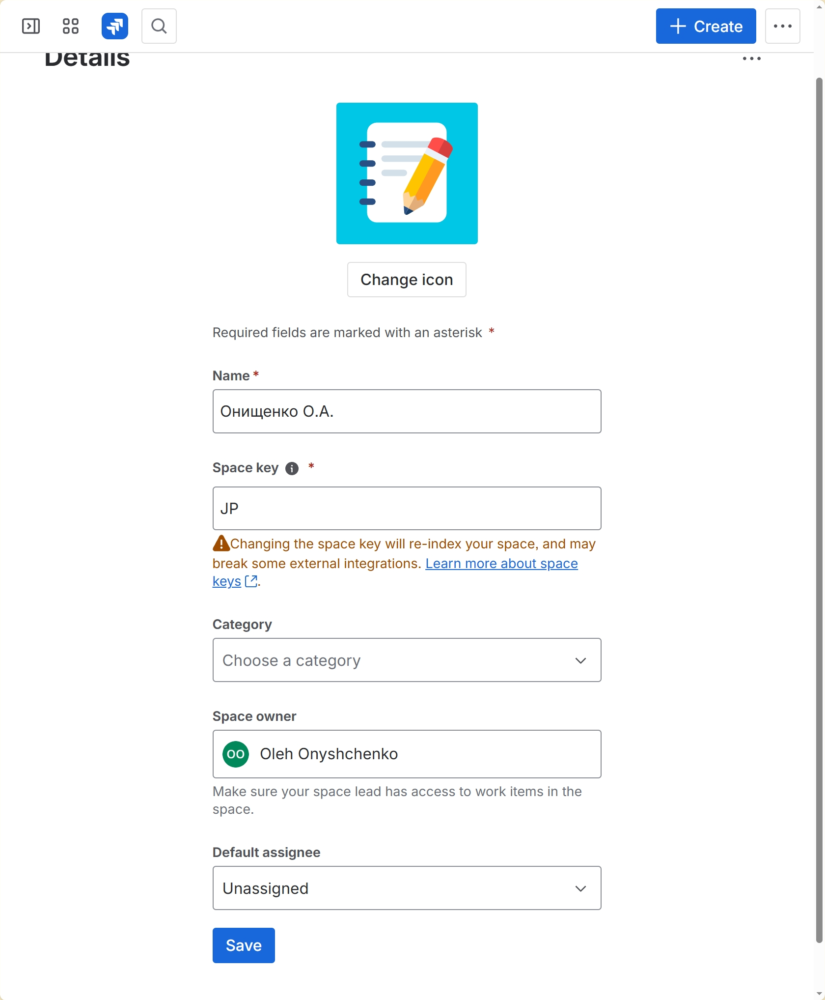 Create
Details
Change icon
Required fields are marked with an asterisk *
Name *
Онищенко О.А.
Space key *
JP
Changing the space key will re-index your space, and may
break some external integrations. Learn more about space
keys.
Category
Choose a category
Space owner
OO Oleh Onyshchenko
Make sure your space lead has access to work items in the
space.
Default assignee
Unassigned
Save